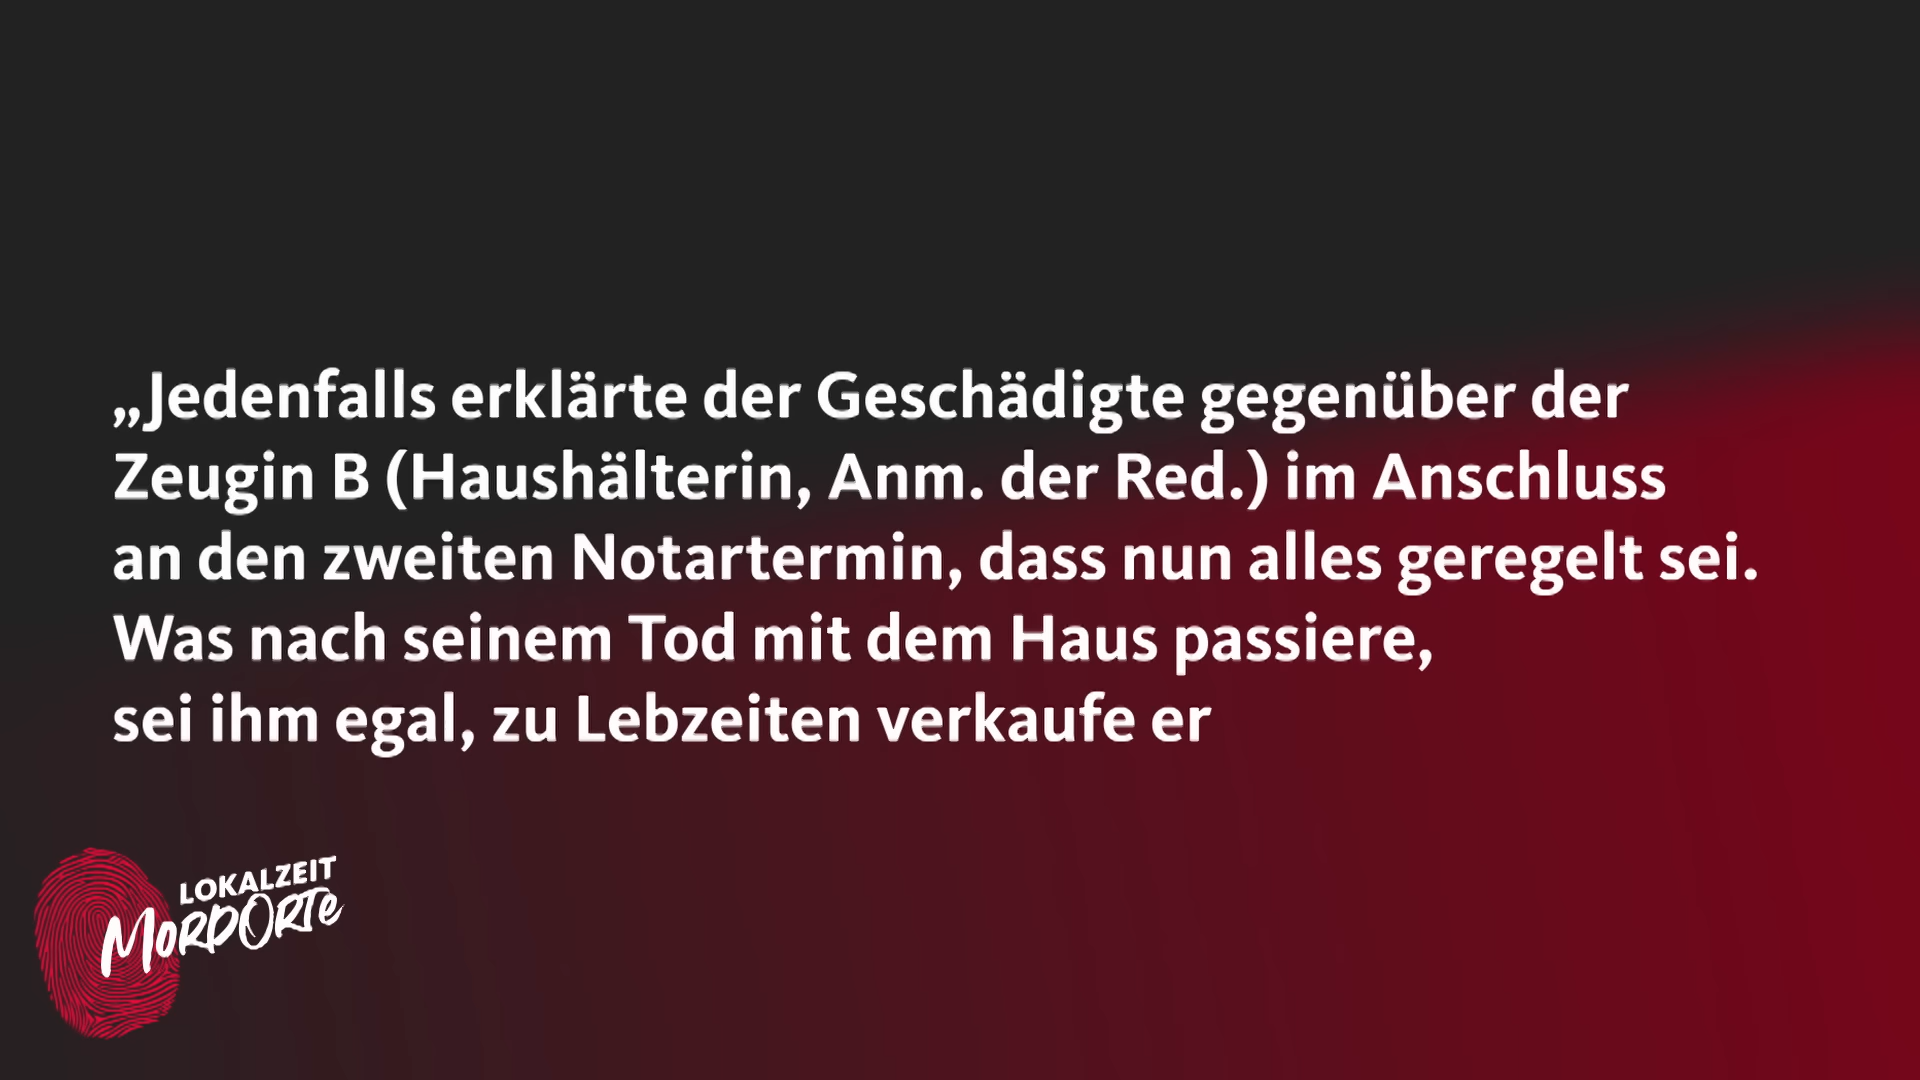 „Jedenfalls erklärte der Geschädigte gegenüber der
Zeugin B (Haushälterin, Anm. der Red.) im Anschluss
an den zweiten Notartermin, dass nun alles geregelt sei.
Was nach seinem Tod mit dem Haus passiere,
sei ihm egal, zu Lebzeiten verkaufe er
LOKALZEIT
MORDORTE